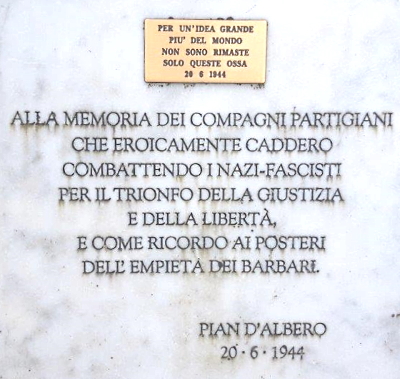 PER UN'IDEA GRANDE
PIU' DEL MONDO
NON SONO RIMASTE
SOLO QUESTE OSSA
20 6 1944
ALLA MEMORIA DEI COMPAGNI PARTIGIANI
CHE EROICAMENTE CADDERO
COMBATTENDO I NAZI-FASCISTI
PER IL TRIONFO DELLA GIUSTIZIA
E DELLA LIBERTÀ,
E COME RICORDO AI POSTERI
DELL' EMPIETÀ DEI BARBARI.
PIAN D'ALBERO
20 · 6 · 1944